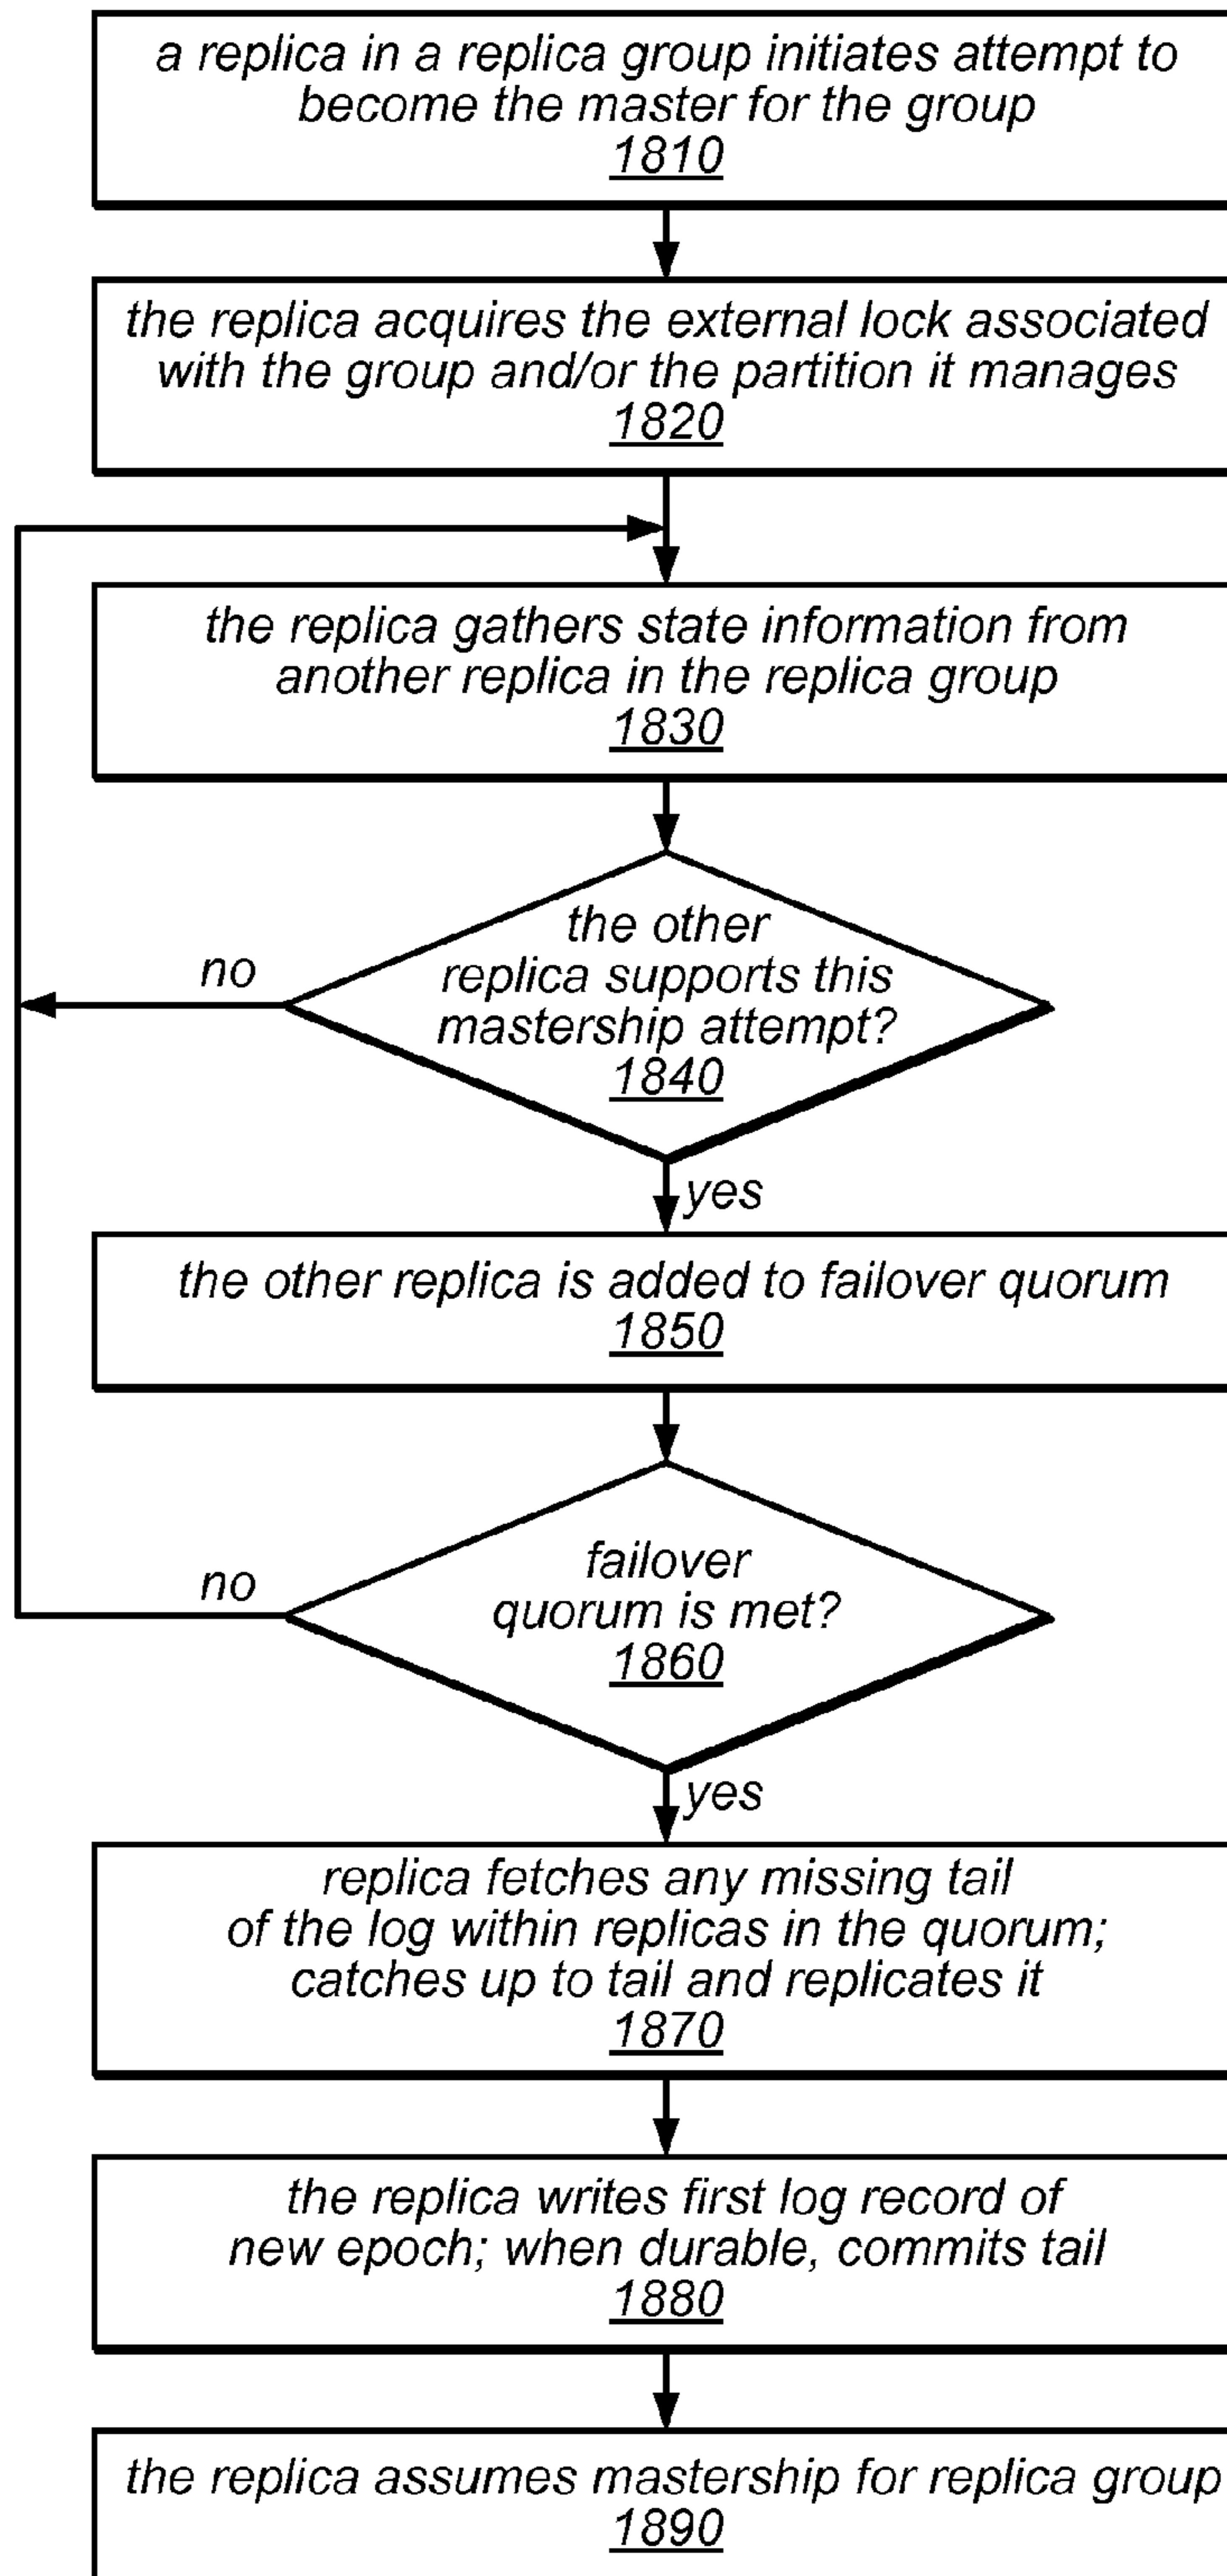 a replica in a replica group initiates attempt to
become the master for the group
1810
the replica acquires the external lock associated
with the group and/or the partition it manages
1820
the replica gathers state information from
another replica in the replica group
1830
the other
replica supports this
mastership attempt?
1840
no
yes
the other replica is added to failover quorum
1850
failover
quorum is met?
1860
no
yes
replica fetches any missing tail
of the log within replicas in the quorum;
catches up to tail and replicates it
1870
the replica writes first log record of
new epoch; when durable, commits tail
1880
the replica assumes mastership for replica group
1890